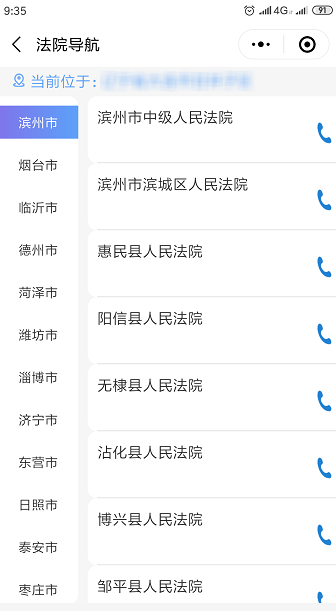 9:35
4G
91
法院导航
当前位于：
滨州市
烟台市
临沂市
德州市
菏泽市
潍坊市
淄博市
济宁市
东营市
日照市
泰安市
枣庄市
滨州市中级人民法院
滨州市滨城区人民法院
惠民县人民法院
阳信县人民法院
无棣县人民法院
沾化县人民法院
博兴县人民法院
邹平县人民法院